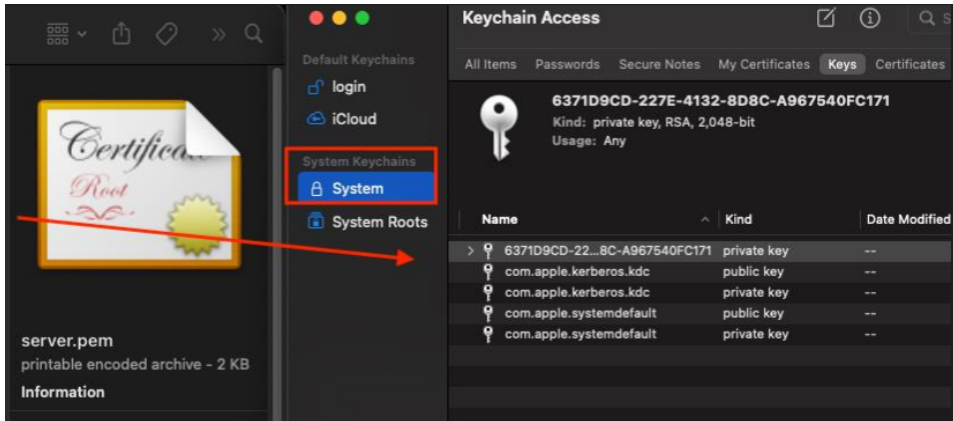 Certifica
Root
server.pem
printable encoded archive - 2 KB
Information
Default Keychains
login
iCloud
System Keychains
System
System Roots
Keychain Access
All Items Passwords Secure Notes My Certificates Keys Certificates
6371D9CD-227E-4132-8D8C-A967540FC171
Kind: private key, RSA, 2,048-bit
Usage: Any
Name Kind Date Modified
6371D9CD-22...8C-A967540FC171 private key --
com.apple.kerberos.kdc public key --
com.apple.kerberos.kdc private key --
com.apple.systemdefault public key --
com.apple.systemdefault private key --